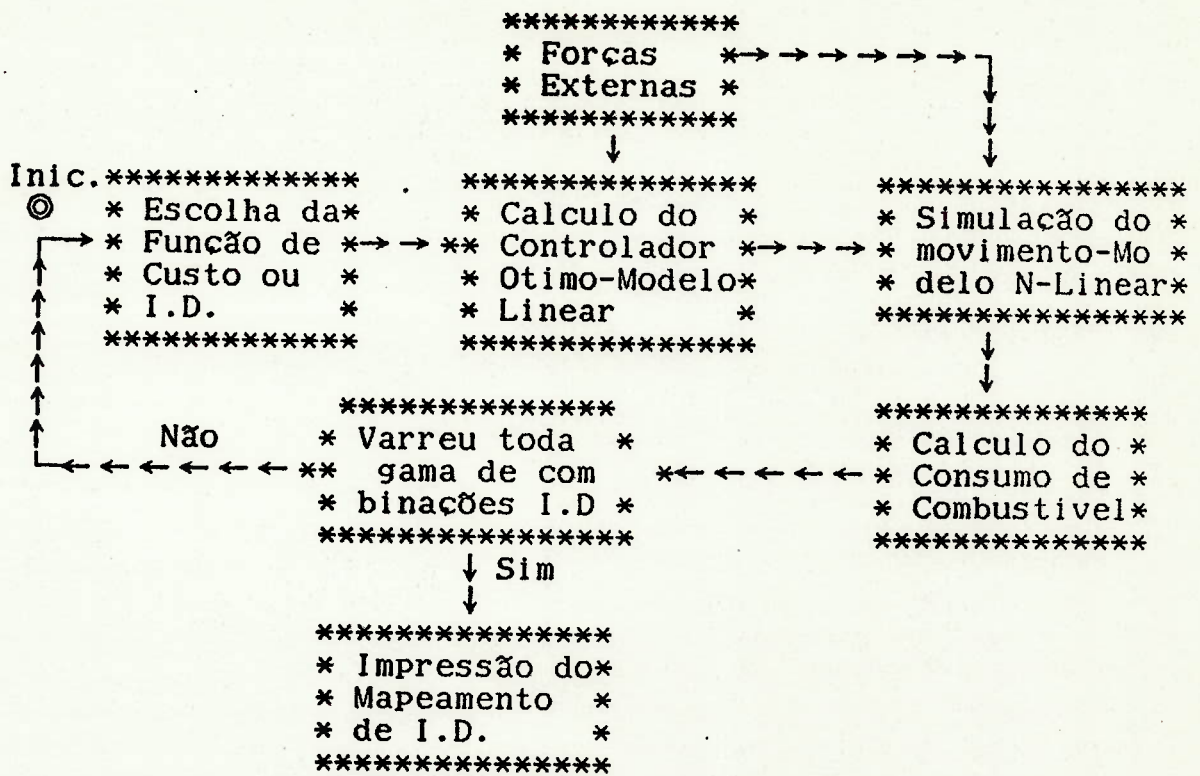 Forças
Externas
Inic.
Escolha da
Função de
Custo ou
I.D.
Calculo do
Controlador
Otimo-Modelo
Linear
Simulação do
movimento-Mo
delo N-Linear
Não
Varreu toda
gama de com
binações I.D
Calculo do
Consumo de
Combustivel
Sim
Impressão do
Mapeamento
de I.D.